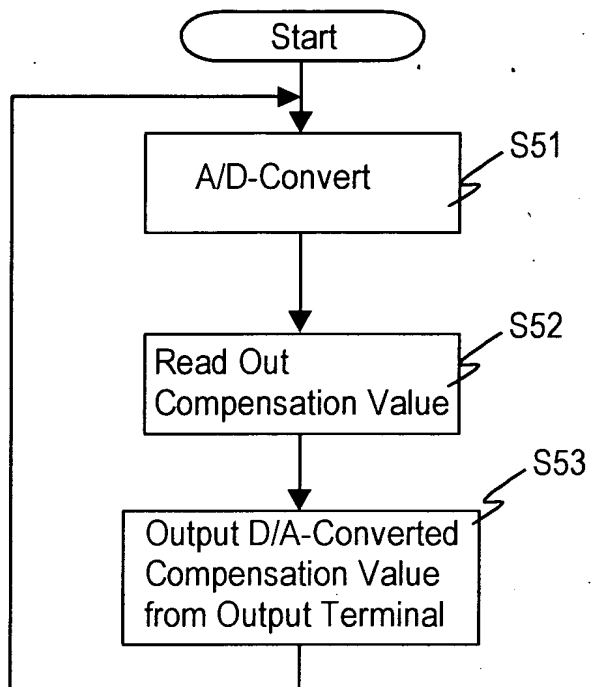 Start
A/D-Convert
S51
Read Out
Compensation Value
S52
Output D/A-Converted
Compensation Value
from Output Terminal
S53